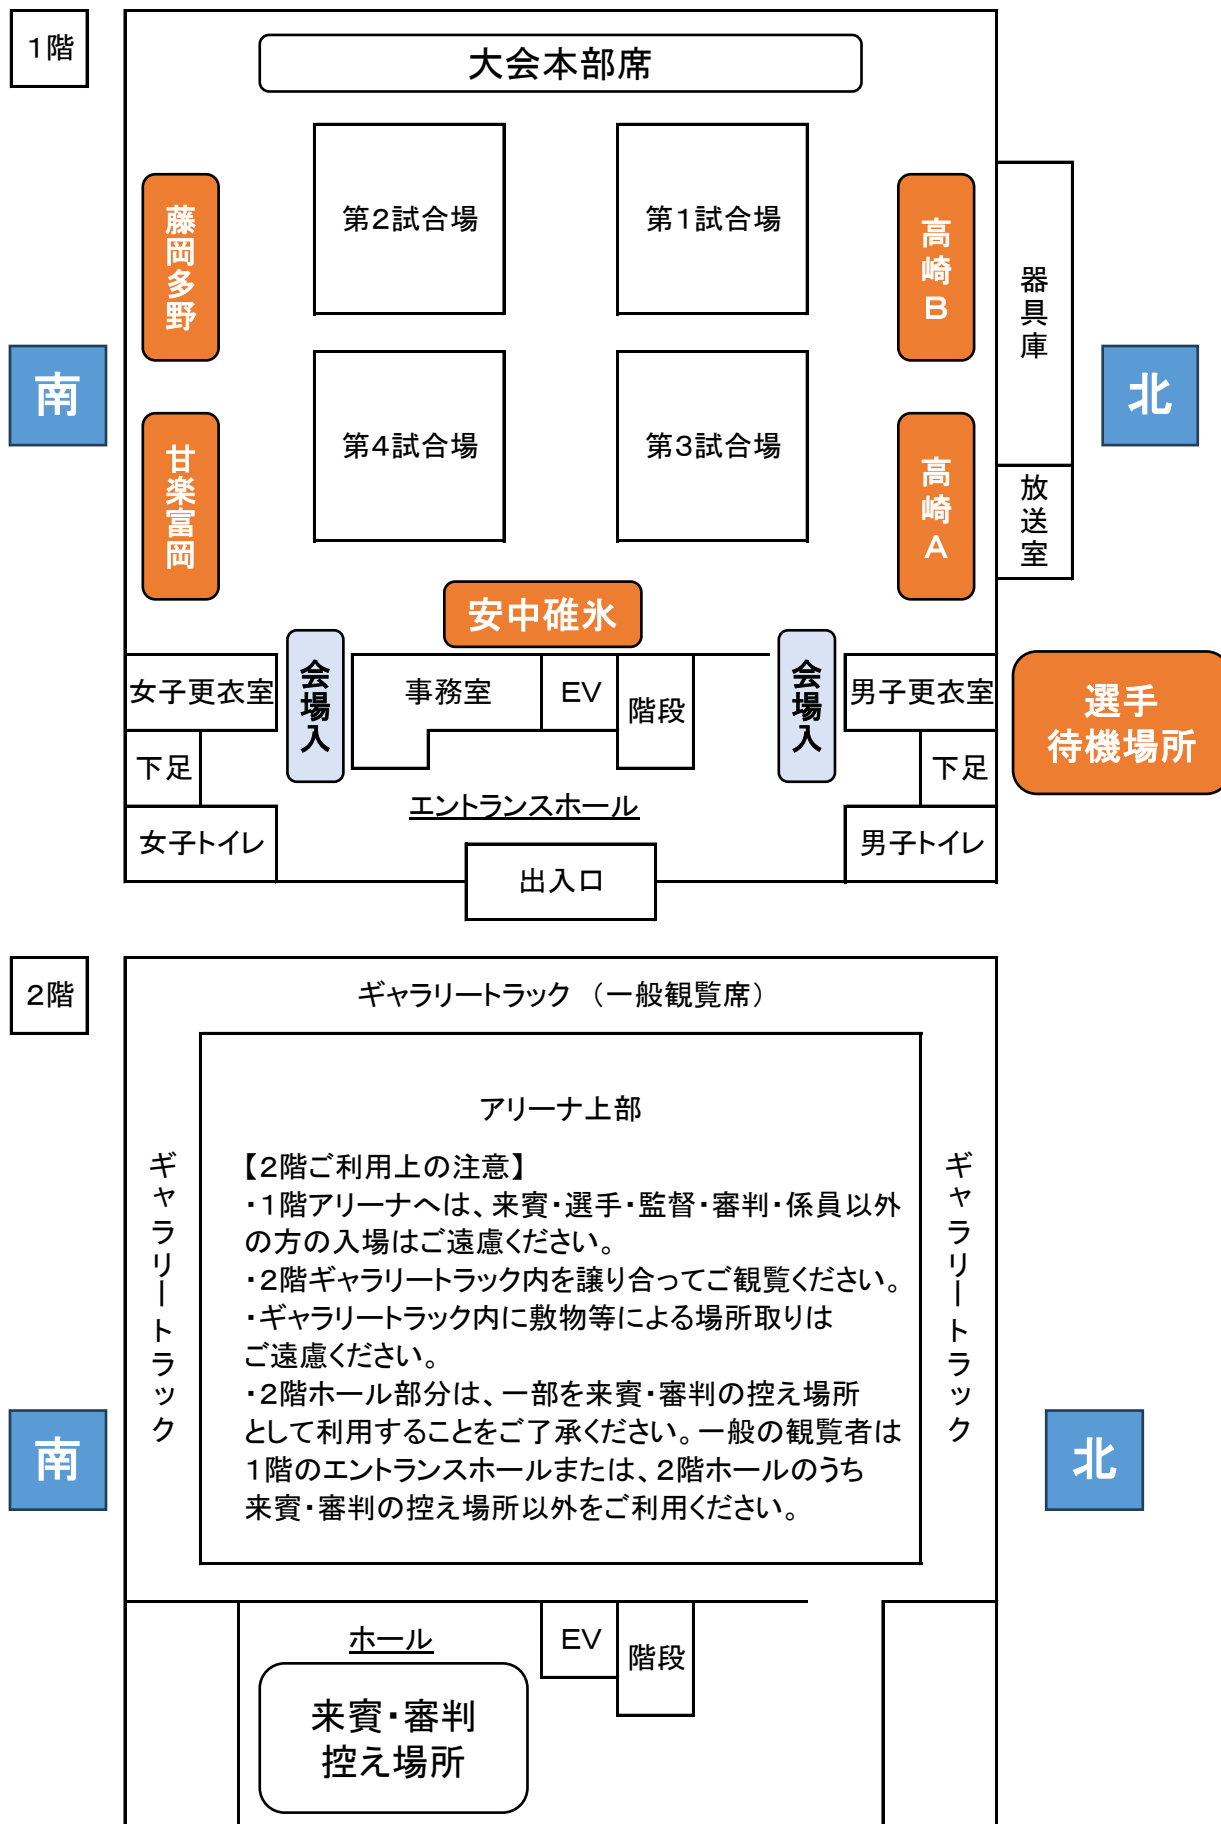 1階
大会本部席
第2試合場
第1試合場
藤岡多野
高崎B
器具庫
南
北
第4試合場
第3試合場
甘楽富岡
高崎A
放送室
安中碓氷
女子更衣室
会場入
事務室
EV
階段
会場入
男子更衣室
選手
待機場所
下足
下足
エントランスホール
女子トイレ
男子トイレ
出入口
2階
ギャラリートラック （一般観覧席）
アリーナ上部
ギャラリートラック
ギャラリートラック
【2階ご利用上の注意】
・1階アリーナへは、来賓・選手・監督・審判・係員以外
の方の入場はご遠慮ください。
・2階ギャラリートラック内を譲り合ってご観覧ください。
・ギャラリートラック内に敷物等による場所取りは
ご遠慮ください。
・2階ホール部分は、一部を来賓・審判の控え場所
として利用することをご了承ください。一般の観覧者は
1階のエントランスホールまたは、2階ホールのうち
来賓・審判の控え場所以外をご利用ください。
南
北
ホール
EV
階段
来賓・審判
控え場所